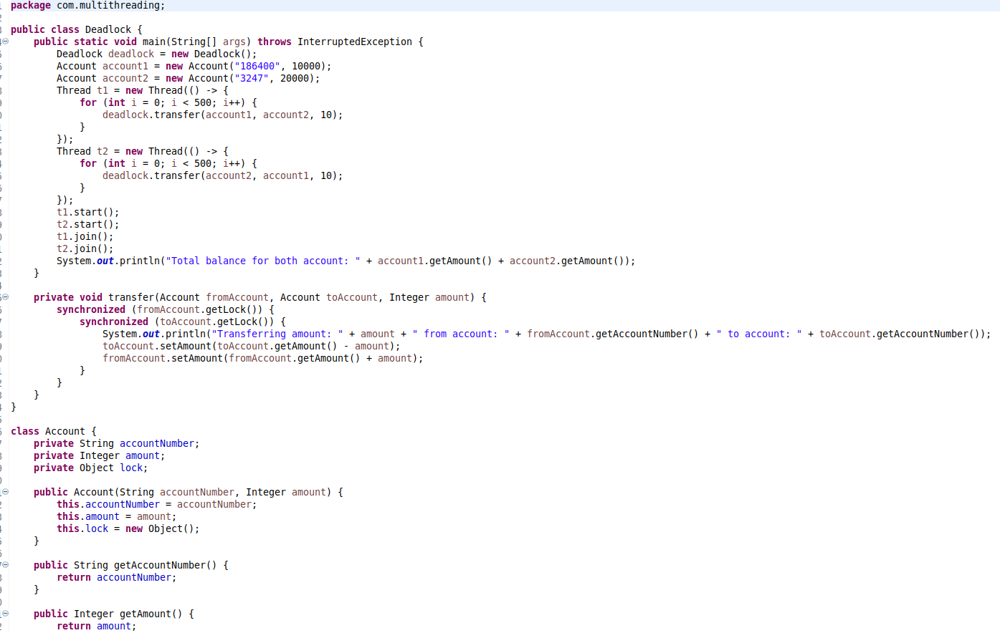 package com.multithreading;
public class Deadlock {
    public static void main(String[] args) throws InterruptedException {
        Deadlock deadlock = new Deadlock();
        Account account1 = new Account("186400", 10000);
        Account account2 = new Account("3247", 20000);
        Thread t1 = new Thread(() -> {
            for (int i = 0; i < 500; i++) {
                deadlock.transfer(account1, account2, 10);
            }
        });
        Thread t2 = new Thread(() -> {
            for (int i = 0; i < 500; i++) {
                deadlock.transfer(account2, account1, 10);
            }
        });
        t1.start();
        t2.start();
        t1.join();
        t2.join();
        System.out.println("Total balance for both account: " + account1.getAmount() + account2.getAmount());
    }
    private void transfer(Account fromAccount, Account toAccount, Integer amount) {
        synchronized (fromAccount.getLock()) {
            synchronized (toAccount.getLock()) {
                System.out.println("Transferring amount: " + amount + " from account: " + fromAccount.getAccountNumber() + " to account: " + toAccount.getAccountNumber());
                toAccount.setAmount(toAccount.getAmount() - amount);
                fromAccount.setAmount(fromAccount.getAmount() + amount);
            }
        }
    }
}
class Account {
    private String accountNumber;
    private Integer amount;
    private Object lock;
    public Account(String accountNumber, Integer amount) {
        this.accountNumber = accountNumber;
        this.amount = amount;
        this.lock = new Object();
    }
    public String getAccountNumber() {
        return accountNumber;
    }
    public Integer getAmount() {
        return amount;